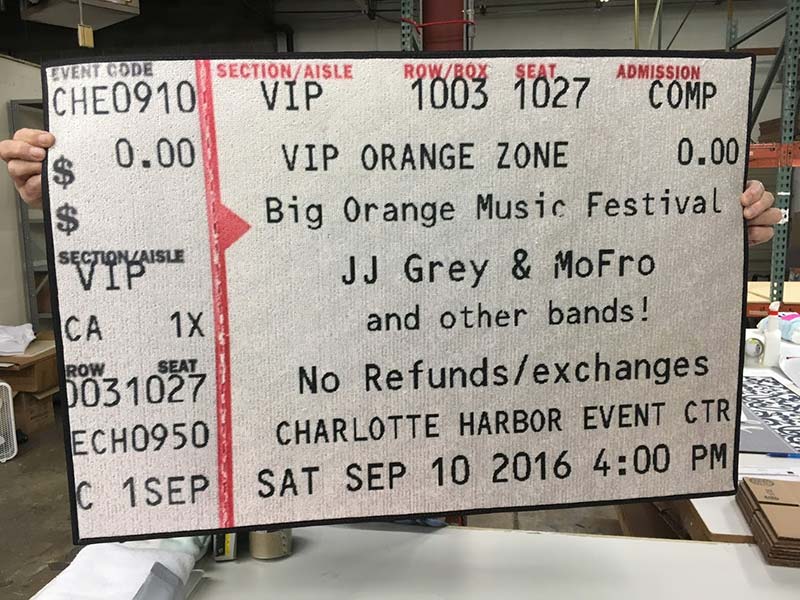 EVENT CODE
CHE0910
$ 0.00
$
SECTION/AISLE
VIP
CA 1X
ROW SEAT
0031027
ECH0950
C 1SEP
SECTION/AISLE ROW/BOX SEAT ADMISSION
VIP 1003 1027 COMP
VIP ORANGE ZONE 0.00
Big Orange Music Festival
JJ Grey & MoFro
and other bands!
No Refunds/exchanges
CHARLOTTE HARBOR EVENT CTR
SAT SEP 10 2016 4:00 PM